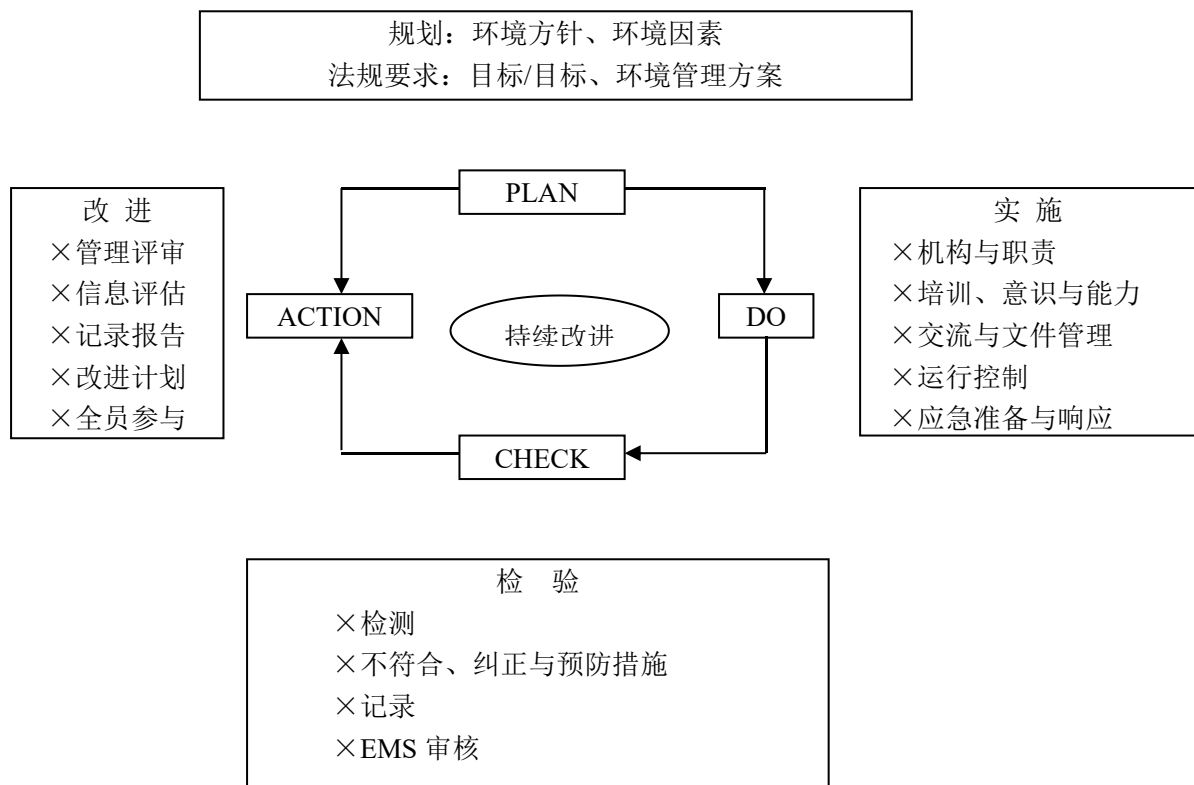 规划：环境方针、环境因素
法规要求：目标/目标、环境管理方案
PLAN
改 进
×管理评审
×信息评估
×记录报告
×改进计划
×全员参与
ACTION
持续改进
DO
实 施
×机构与职责
×培训、意识与能力
×交流与文件管理
×运行控制
×应急准备与响应
CHECK
检 验
×检测
×不符合、纠正与预防措施
×记录
×EMS 审核